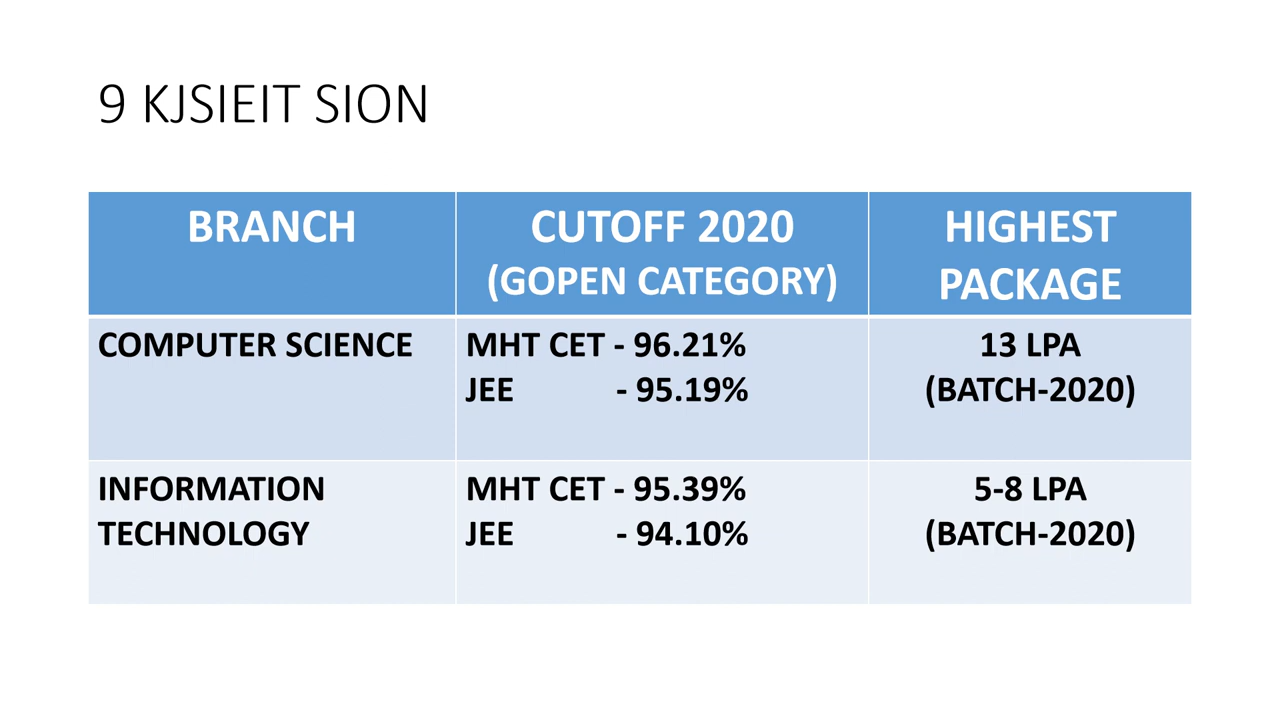 9 KJSIEIT SION
BRANCH
CUTOFF 2020
(GOPEN CATEGORY)
HIGHEST
PACKAGE
COMPUTER SCIENCE
MHT CET - 96.21%
JEE - 95.19%
13 LPA
(BATCH-2020)
INFORMATION
TECHNOLOGY
MHT CET - 95.39%
JEE - 94.10%
5-8 LPA
(BATCH-2020)